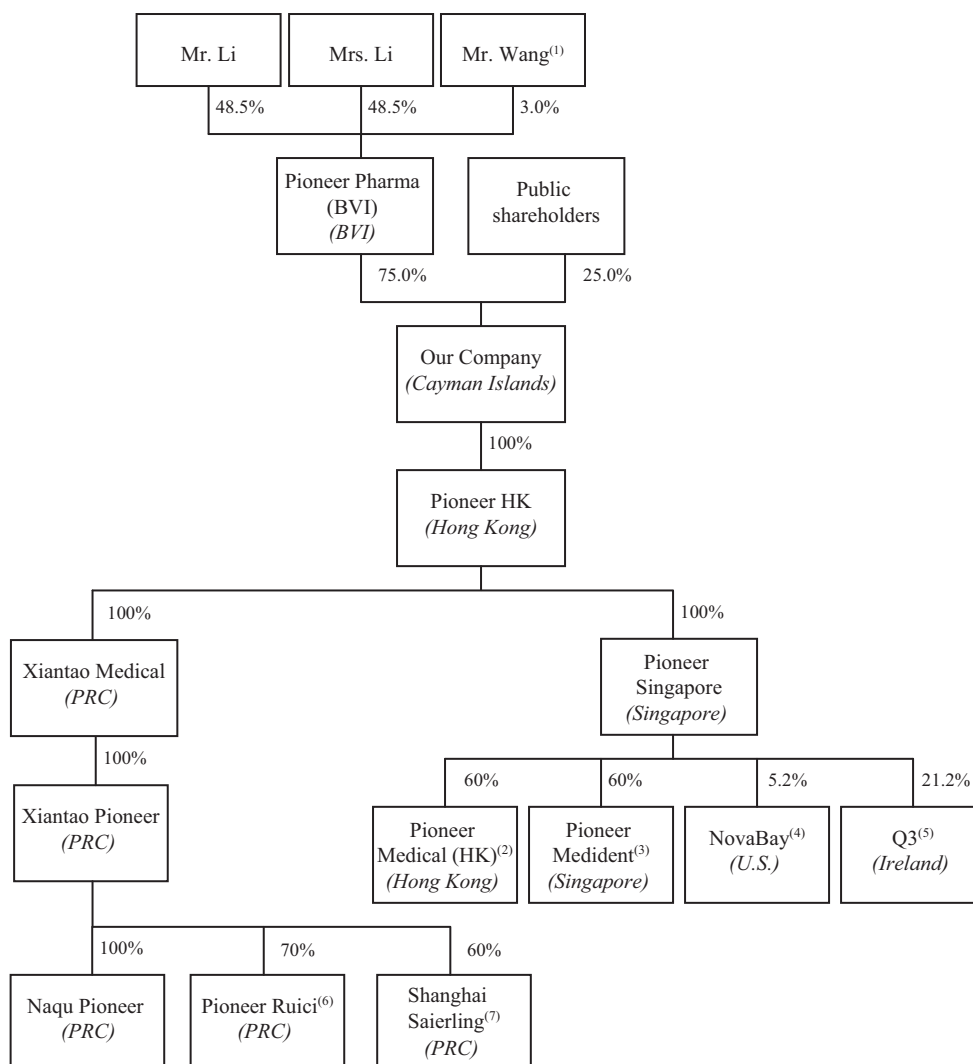 Mr. Li
Mrs. Li
Mr. Wang(1)
48.5%
48.5%
3.0%
Pioneer Pharma
(BVI)
(BVI)
Public
shareholders
75.0%
25.0%
Our Company
(Cayman Islands)
100%
Pioneer HK
(Hong Kong)
100%
100%
Xiantao Medical
(PRC)
Pioneer
Singapore
(Singapore)
100%
60%
60%
5.2%
21.2%
Xiantao Pioneer
(PRC)
Pioneer
Medical (HK)(2)
(Hong Kong)
Pioneer
Medident(3)
(Singapore)
NovaBay(4)
(U.S.)
Q3(5)
(Ireland)
100%
70%
60%
Naqu Pioneer
(PRC)
Pioneer Ruici(6)
(PRC)
Shanghai
Saierling(7)
(PRC)